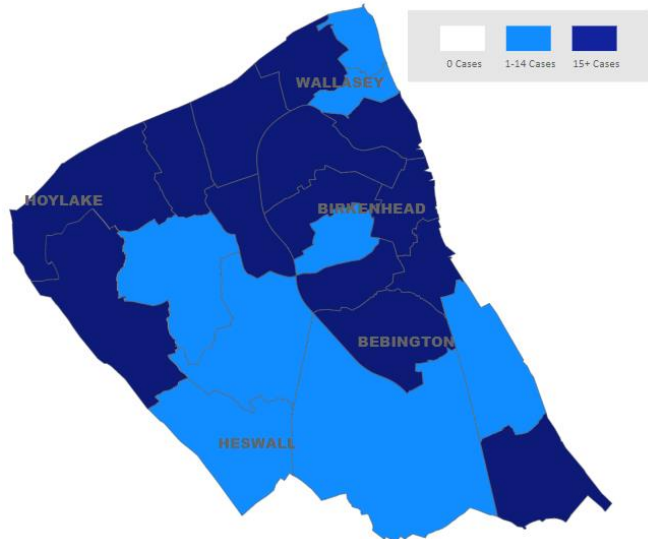 0 Cases
1-14 Cases
15+ Cases
WALLASEY
HOYLAKE
BIRKENHEAD
BEBINGTON
HESWALL